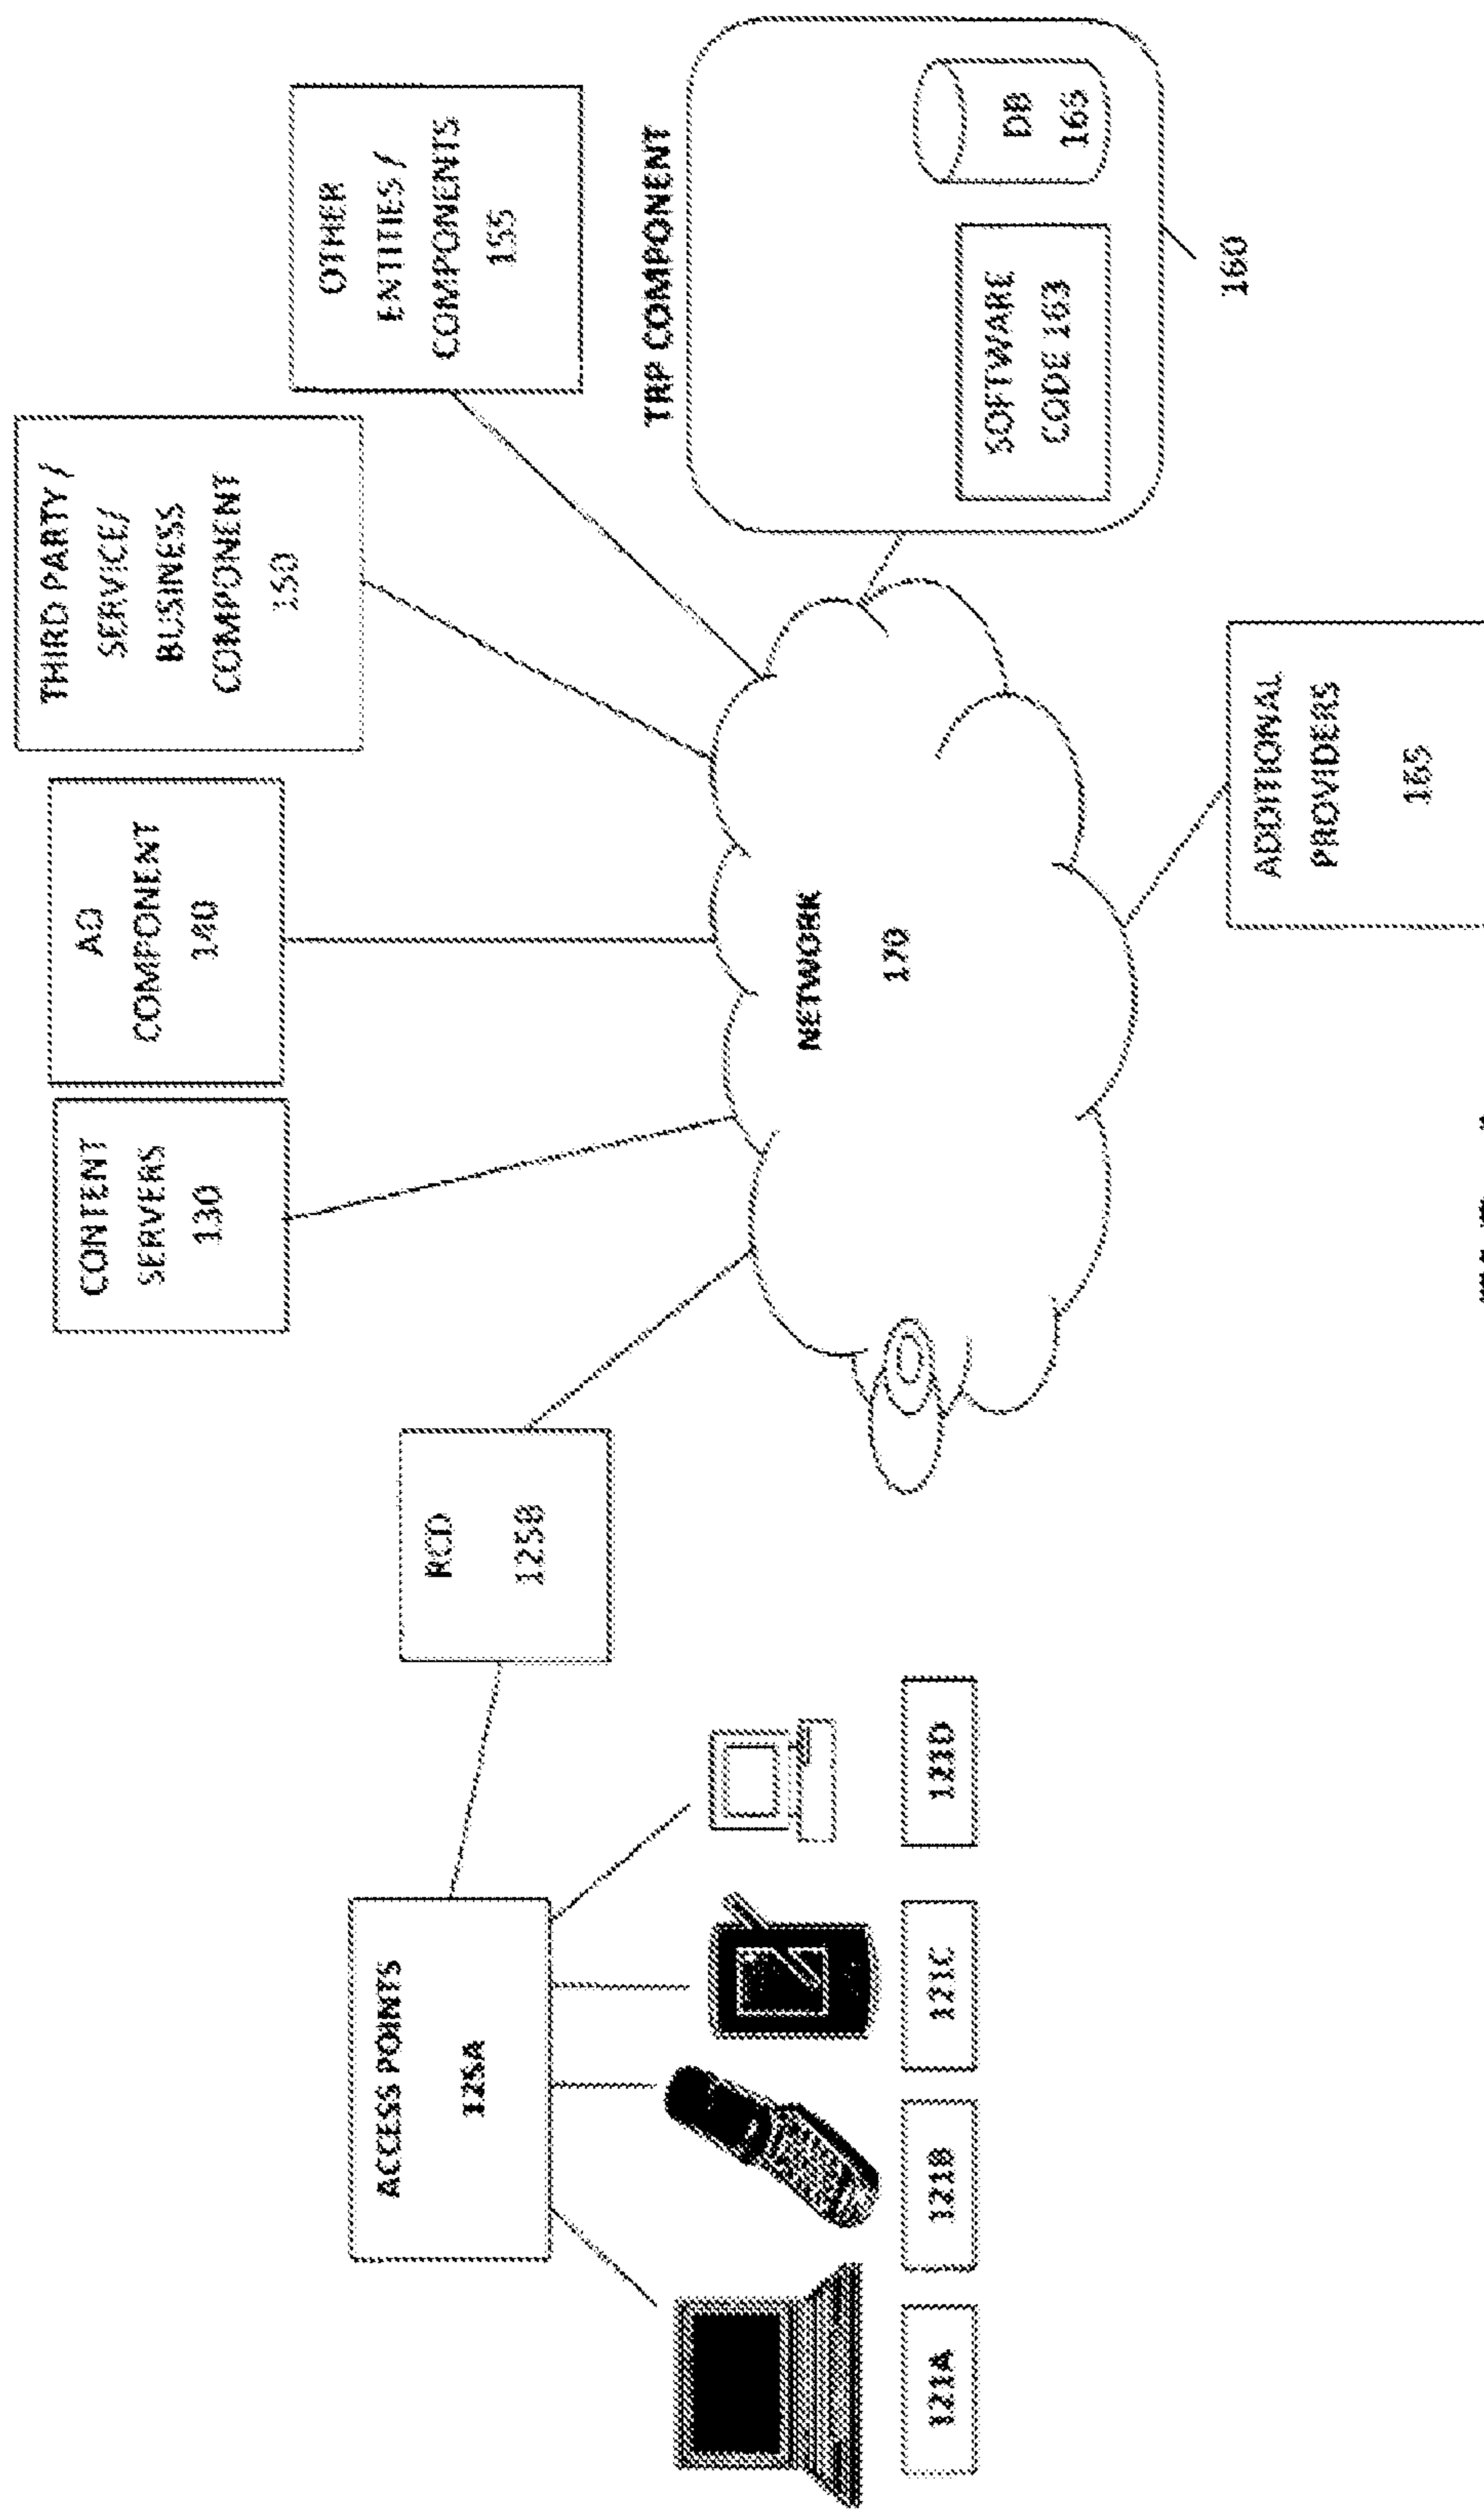 THIRD PARTY /
SERVICE/
BUSINESS
COMPONENT
150
AD
COMPONENT
140
CONTENT
SERVERS
130
OTHER
ENTITIES /
COMPONENTS
155
RCD
125B
ACCESS POINTS
125A
TRP COMPONENT
SOFTWARE
CODE 163
DB
165
160
NETWORK
170
121A
121B
121C
121D
ADDITIONAL
PROVIDERS